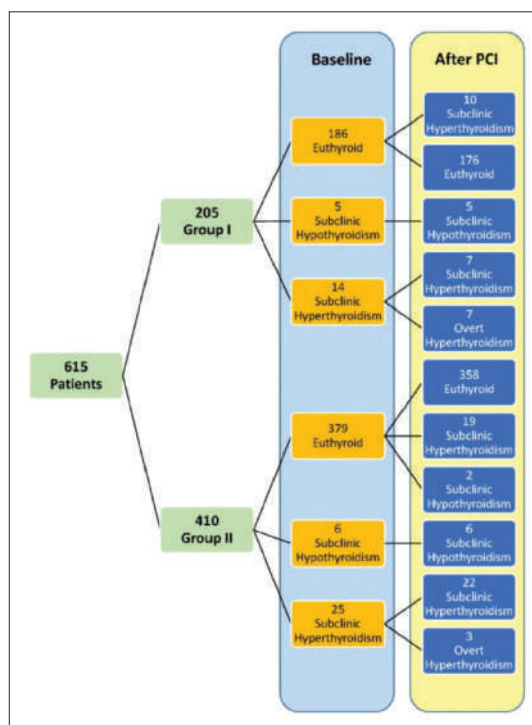 Baseline
After PCI
10
Subclinic
Hyperthyroidism
186
Euthyroid
176
Euthyroid
205
Group I
5
Subclinic
Hypothyroidism
5
Subclinic
Hypothyroidism
14
Subclinic
Hyperthyroidism
7
Subclinic
Hyperthyroidism
7
Overt
Hyperthyroidism
615
Patients
358
Euthyroid
379
Euthyroid
19
Subclinic
Hyperthyroidism
2
Subclinic
Hypothyroidism
410
Group II
6
Subclinic
Hypothyroidism
6
Subclinic
Hypothyroidism
25
Subclinic
Hyperthyroidism
22
Subclinic
Hyperthyroidism
3
Overt
Hyperthyroidism